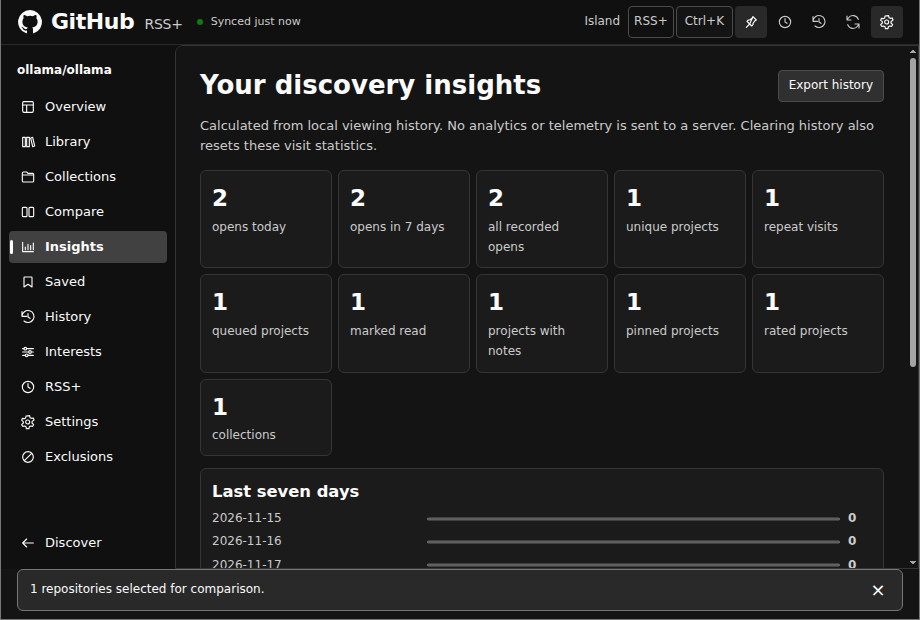 GitHub RSS+ Synced just now Island RSS+ Ctrl+K
ollama/ollama
Overview
Library
Collections
Compare
Insights
Saved
History
Interests
RSS+
Settings
Exclusions
Discover
Your discovery insights
Export history
Calculated from local viewing history. No analytics or telemetry is sent to a server. Clearing history also
resets these visit statistics.
2
opens today
2
opens in 7 days
2
all recorded
opens
1
unique projects
1
repeat visits
1
queued projects
1
marked read
1
projects with
notes
1
pinned projects
1
rated projects
1
collections
Last seven days
2026-11-15 0
2026-11-16 0
2026-11-17 0
1 repositories selected for comparison.